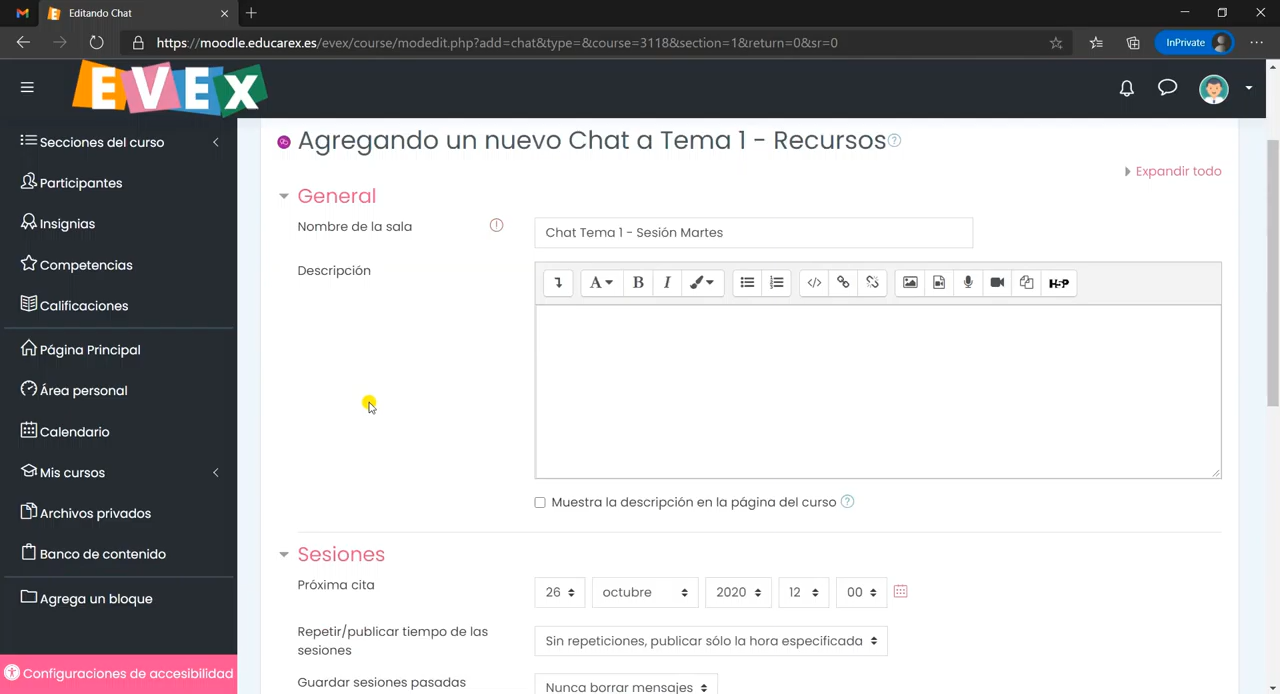 Editando Chat
https://moodle.educarex.es/evex/course/modedit.php?add=chat&type=&course=3118&section=1&return=0&sr=0
InPrivate
EVEX
Secciones del curso
Participantes
Insignias
Competencias
Calificaciones
Página Principal
Área personal
Calendario
Mis cursos
Archivos privados
Banco de contenido
Agrega un bloque
Configuraciones de accesibilidad
Agregando un nuevo Chat a Tema 1 - Recursos
Expandir todo
General
Nombre de la sala
Chat Tema 1 - Sesión Martes
Descripción
A B I H-P
Muestra la descripción en la página del curso
Sesiones
Próxima cita
26 octubre 2020 12 00
Repetir/publicar tiempo de las
sesiones
Sin repeticiones, publicar sólo la hora especificada
Guardar sesiones pasadas
Nunca borrar mensajes